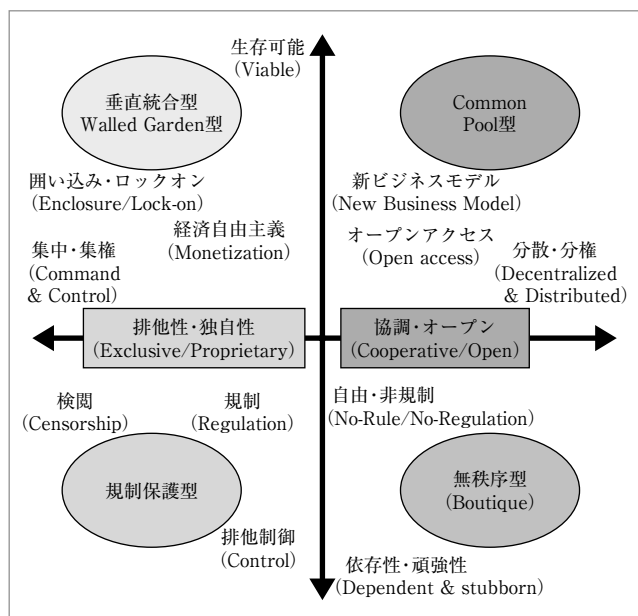 生存可能
(Viable)
垂直統合型
Walled Garden型
Common
Pool型
囲い込み・ロックオン
(Enclosure/Lock-on)
新ビジネスモデル
(New Business Model)
経済自由主義
(Monetization)
オープンアクセス
(Open access)
集中・集権
(Command
& Control)
分散・分権
(Decentralized
& Distributed)
排他性・独自性
(Exclusive/Proprietary)
協調・オープン
(Cooperative/Open)
検閲
(Censorship)
規制
(Regulation)
自由・非規制
(No-Rule/No-Regulation)
規制保護型
無秩序型
(Boutique)
排他制御
(Control)
依存性・頑強性
(Dependent & stubborn)